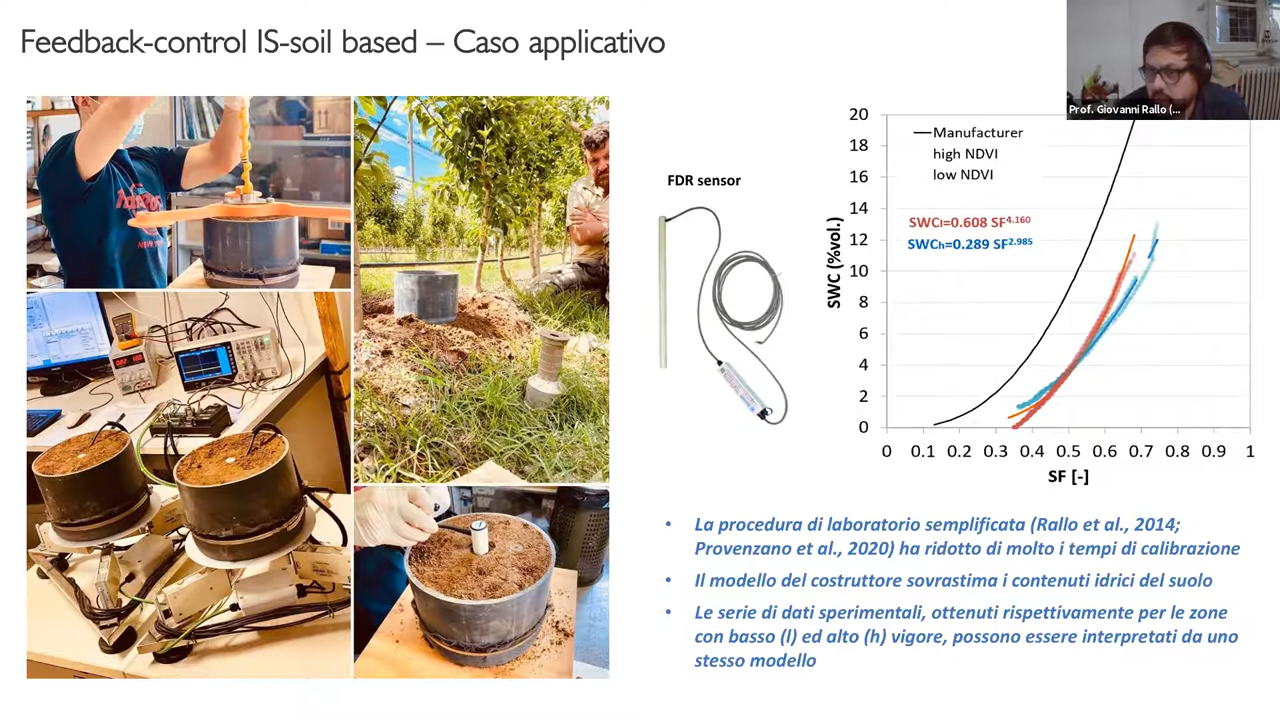 Feedback-control IS-soil based – Caso applicativo
Prof. Giovanni Rallo (...
FDR sensor
Manufacturer
high NDVI
low NDVI
SWCl=0.608 SF4.160
SWCh=0.289 SF2.985
SWC (%vol.)
20
18
16
14
12
10
8
6
4
2
0
0 0.1 0.2 0.3 0.4 0.5 0.6 0.7 0.8 0.9 1
SF [-]
• La procedura di laboratorio semplificata (Rallo et al., 2014;
Provenzano et al., 2020) ha ridotto di molto i tempi di calibrazione
• Il modello del costruttore sovrastima i contenuti idrici del suolo
• Le serie di dati sperimentali, ottenuti rispettivamente per le zone
con basso (l) ed alto (h) vigore, possono essere interpretati da uno
stesso modello